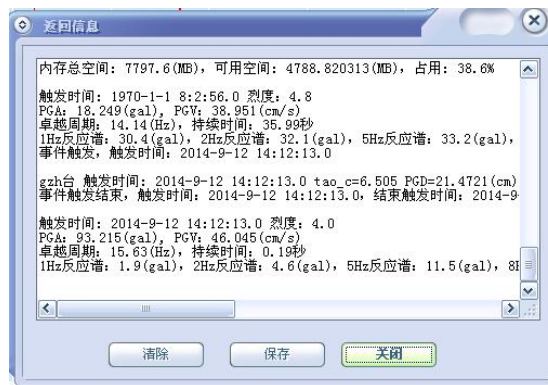 返回信息
内存总空间: 7797.6(MB), 可用空间: 4788.820313(MB), 占用: 38.6%
触发时间: 1970-1-1 8:2:56.0 烈度: 4.8
PGA: 18.249(gal), PGV: 38.951(cm/s)
卓越周期: 14.14(Hz), 持续时间: 35.99秒
1Hz反应谱: 30.4(gal), 2Hz反应谱: 32.1(gal), 5Hz反应谱: 33.2(gal),
事件触发, 触发时间: 2014-9-12 14:12:13.0
gzh台 触发时间: 2014-9-12 14:12:13.0 tao_c=6.505 PGD=21.4721(cm)
事件触发结束, 触发时间: 2014-9-12 14:12:13.0, 结束触发时间: 2014-9-
触发时间: 2014-9-12 14:12:13.0 烈度: 4.0
PGA: 93.215(gal), PGV: 46.045(cm/s)
卓越周期: 15.63(Hz), 持续时间: 0.19秒
1Hz反应谱: 1.9(gal), 2Hz反应谱: 4.6(gal), 5Hz反应谱: 11.5(gal), 8
清除 保存 关闭